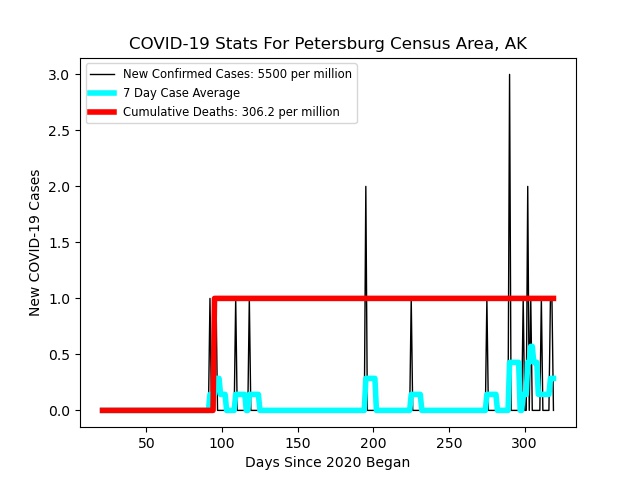 COVID-19 Stats For Petersburg Census Area, AK
New Confirmed Cases: 5500 per million
7 Day Case Average
Cumulative Deaths: 306.2 per million
New COVID-19 Cases
3.0
2.5
2.0
1.5
1.0
0.5
0.0
50 100 150 200 250 300
Days Since 2020 Began